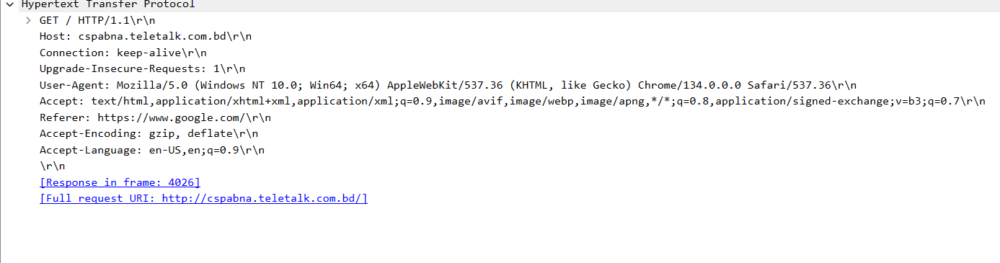 Hypertext Transfer Protocol
GET / HTTP/1.1\r\n
Host: cspabna.teletalk.com.bd\r\n
Connection: keep-alive\r\n
Upgrade-Insecure-Requests: 1\r\n
User-Agent: Mozilla/5.0 (Windows NT 10.0; Win64; x64) AppleWebKit/537.36 (KHTML, like Gecko) Chrome/134.0.0.0 Safari/537.36\r\n
Accept: text/html,application/xhtml+xml,application/xml;q=0.9,image/avif,image/webp,image/apng,*/*;q=0.8,application/signed-exchange;v=b3;q=0.7\r\n
Referer: https://www.google.com/\r\n
Accept-Encoding: gzip, deflate\r\n
Accept-Language: en-US,en;q=0.9\r\n
\r\n
[Response in frame: 4026]
[Full request URI: http://cspabna.teletalk.com.bd/]